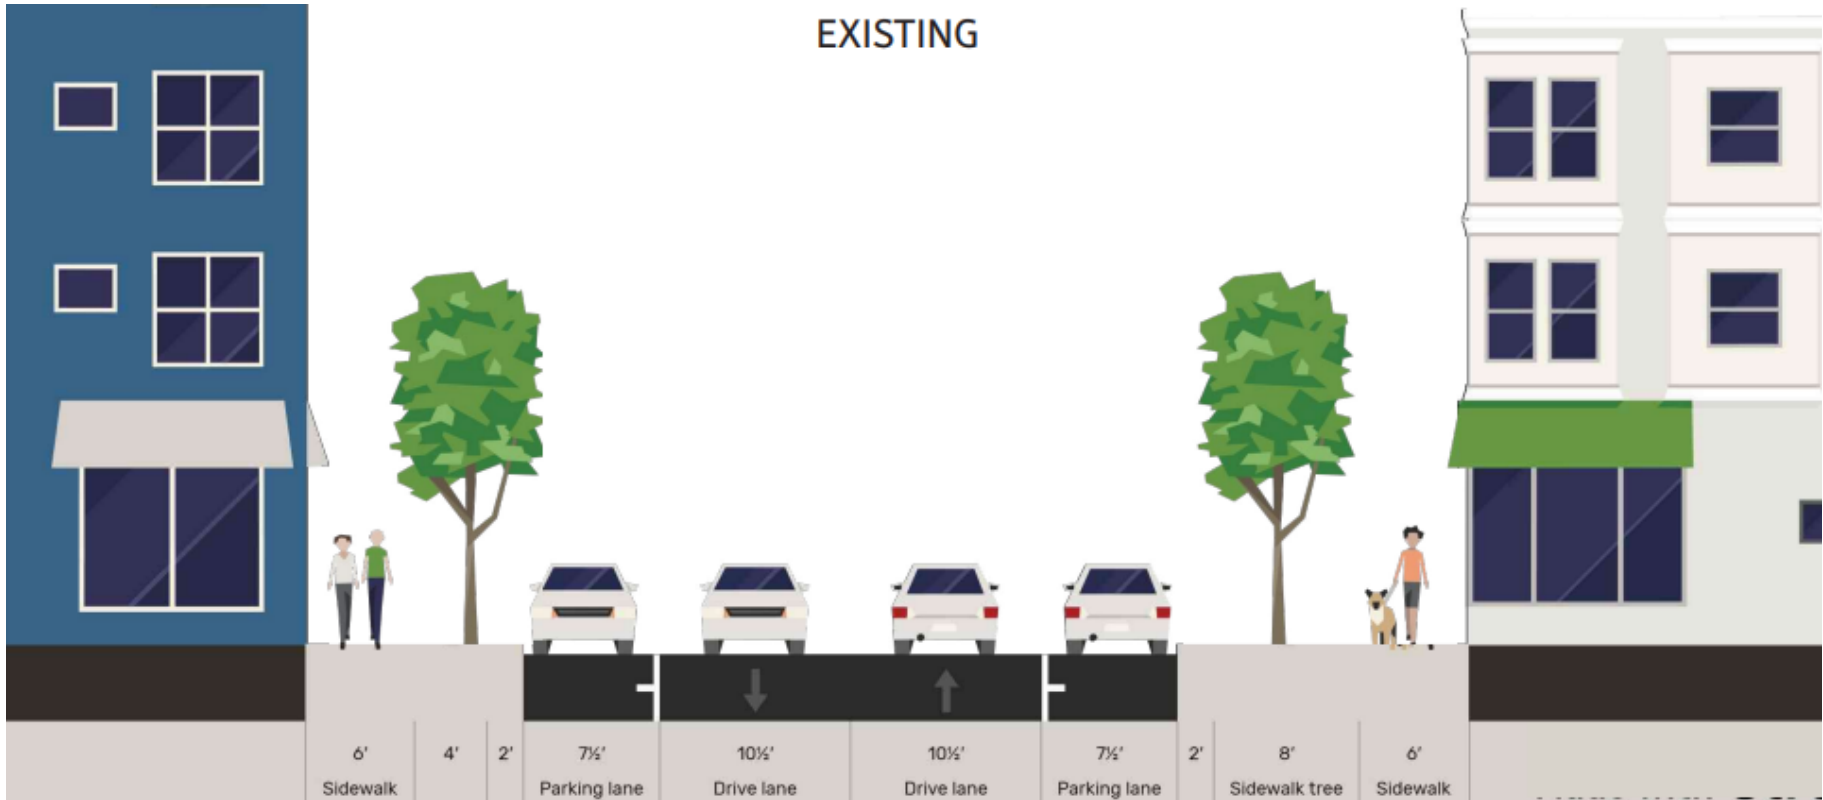 EXISTING
6' 4' 2' 7½' 10½' 10½' 7½' 2' 8' 6'
Sidewalk Parking lane Drive lane Drive lane Parking lane Sidewalk tree Sidewalk